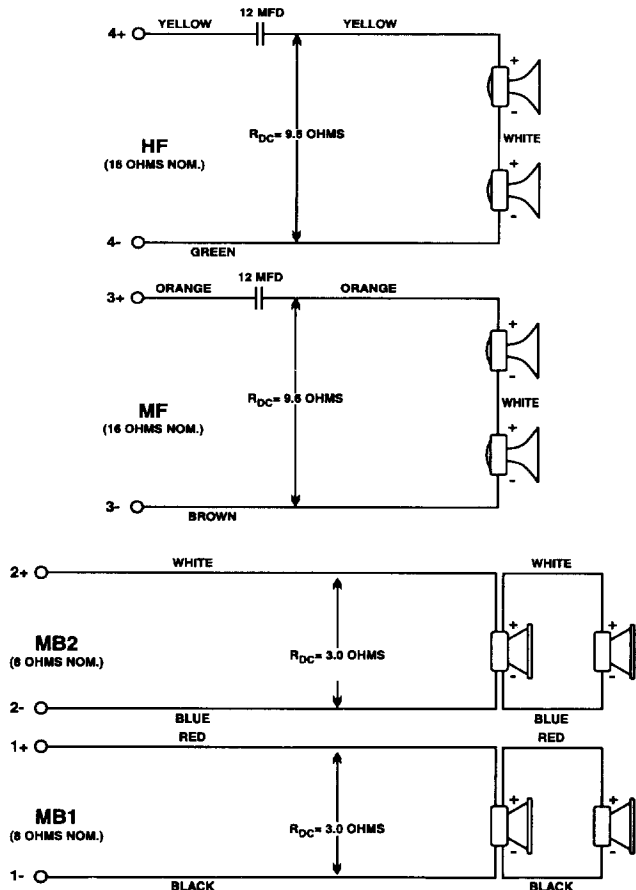 12 MFD
4+ YELLOW YELLOW
+
-
RDC= 9.6 OHMS
WHITE
HF
(16 OHMS NOM.)
+
-
4-
GREEN
12 MFD
3+ ORANGE ORANGE
+
-
RDC= 9.6 OHMS
WHITE
MF
(16 OHMS NOM.)
+
-
3-
BROWN
WHITE WHITE
2+
+ +
MB2
(6 OHMS NOM.)
RDC= 3.0 OHMS
- -
2-
BLUE BLUE
RED RED
1+
+ +
MB1
(6 OHMS NOM.)
RDC= 3.0 OHMS
- -
1-
BLACK BLACK